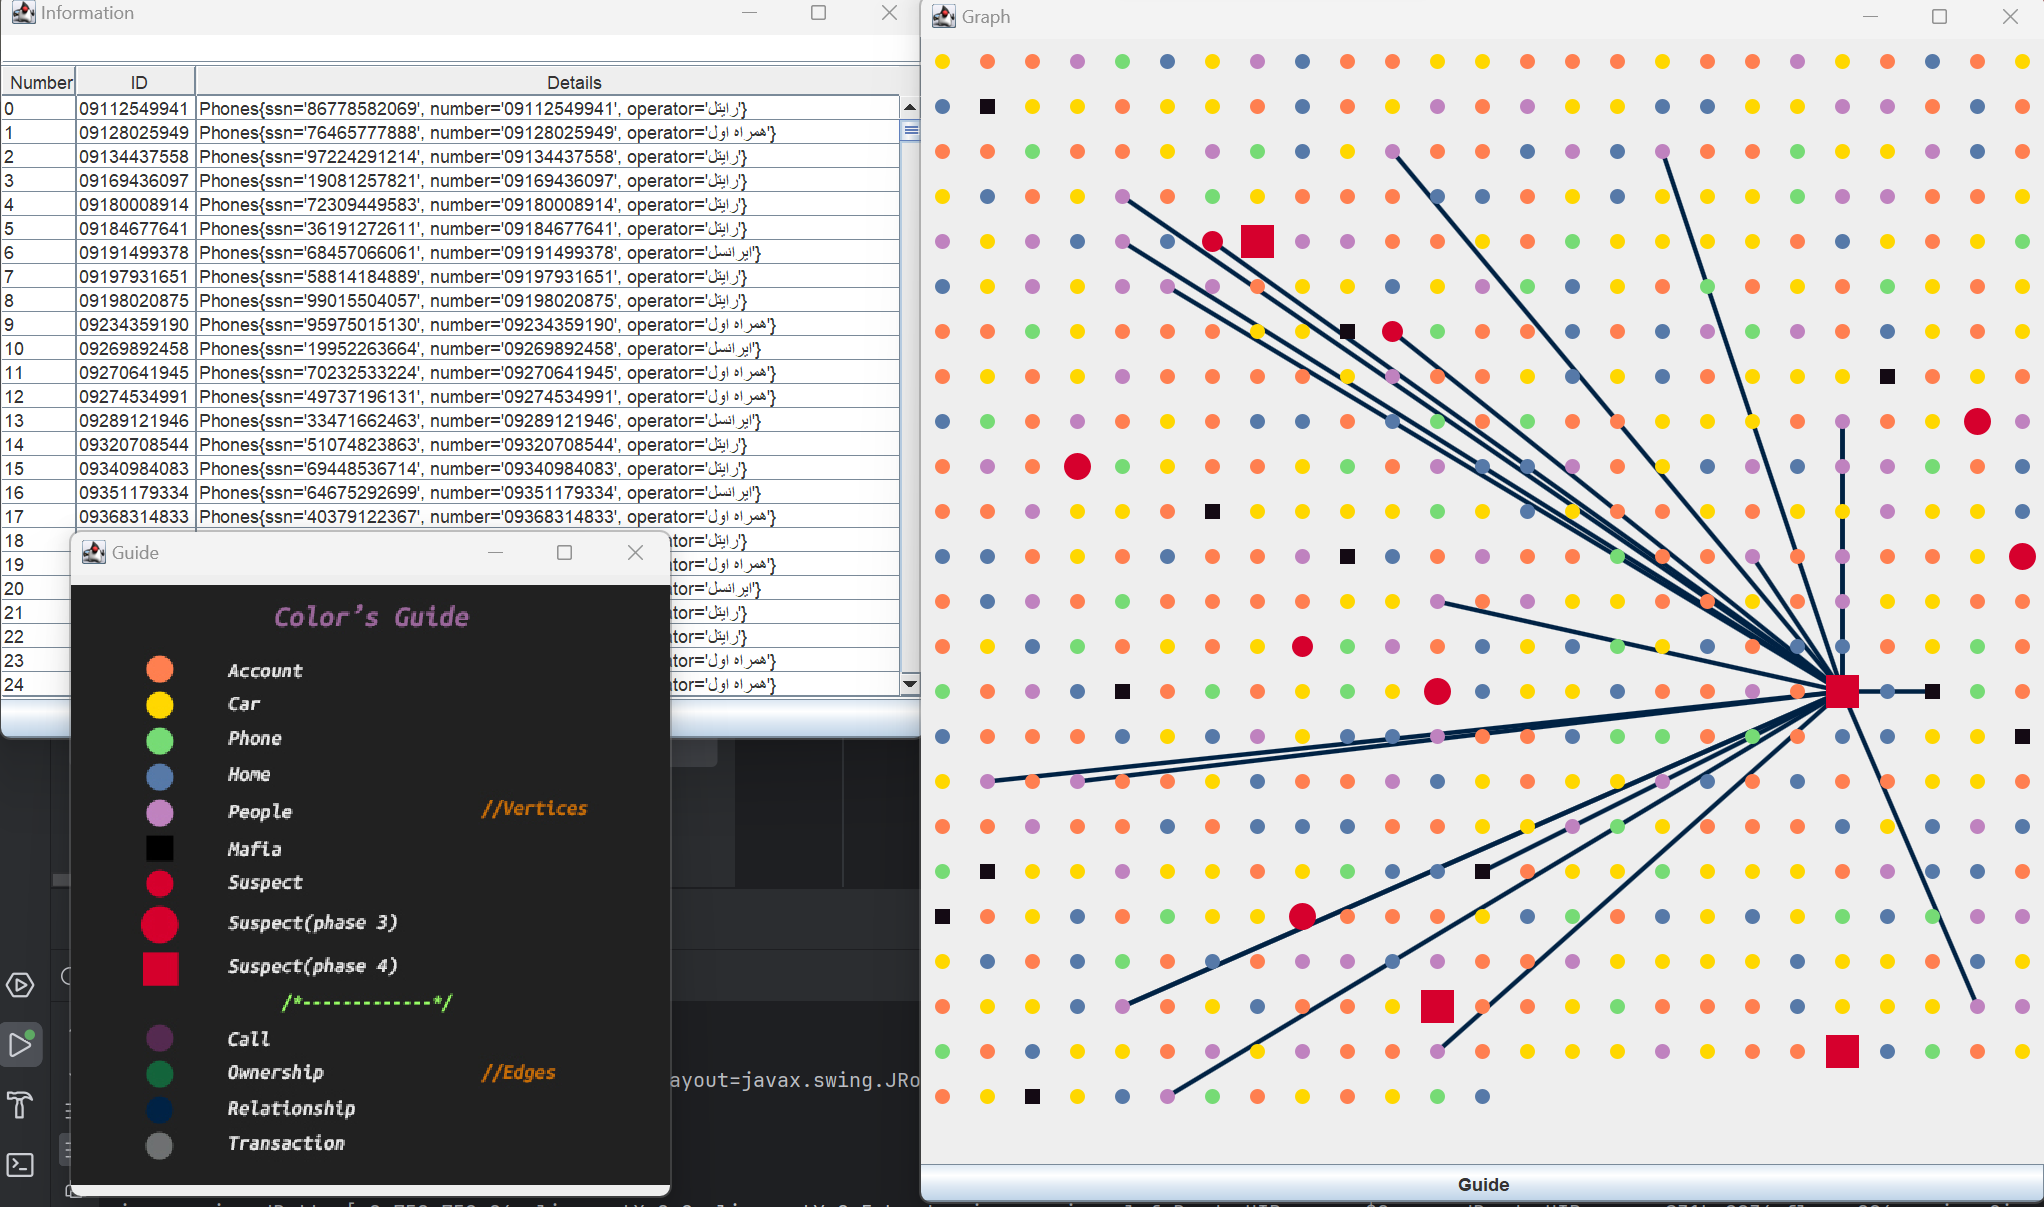 Information
Number ID Details
0 09112549941 Phones{ssn='86778582069', number='09112549941', operator='رایتل'}
1 09128025949 Phones{ssn='76465777888', number='09128025949', operator='همراه اول'}
2 09134437558 Phones{ssn='97224291214', number='09134437558', operator='رایتل'}
3 09169436097 Phones{ssn='19081257821', number='09169436097', operator='رایتل'}
4 09180008914 Phones{ssn='72309449583', number='09180008914', operator='رایتل'}
5 09184677641 Phones{ssn='36191272611', number='09184677641', operator='رایتل'}
6 09191499378 Phones{ssn='68457066061', number='09191499378', operator='ایرانسل'}
7 09197931651 Phones{ssn='58814184889', number='09197931651', operator='رایتل'}
8 09198020875 Phones{ssn='99015504057', number='09198020875', operator='رایتل'}
9 09234359190 Phones{ssn='95975015130', number='09234359190', operator='همراه اول'}
10 09269892458 Phones{ssn='19952263664', number='09269892458', operator='ایرانسل'}
11 09270641945 Phones{ssn='70232533224', number='09270641945', operator='همراه اول'}
12 09274534991 Phones{ssn='49737196131', number='09274534991', operator='همراه اول'}
13 09289121946 Phones{ssn='33471662463', number='09289121946', operator='ایرانسل'}
14 09320708544 Phones{ssn='51074823863', number='09320708544', operator='رایتل'}
15 09340984083 Phones{ssn='69448536714', number='09340984083', operator='رایتل'}
16 09351179334 Phones{ssn='64675292699', number='09351179334', operator='ایرانسل'}
17 09368314833 Phones{ssn='40379122367', number='09368314833', operator='همراه اول'}
18 ator='رایتل'}
19 ator='همراه اول'}
20 ator='ایرانسل'}
21 ator='رایتل'}
22 ator='رایتل'}
23 ator='همراه اول'}
24 ator='همراه اول'}
Guide
Color's Guide
Account
Car
Phone
Home
People //Vertices
Mafia
Suspect
Suspect(phase 3)
Suspect(phase 4)
/*-------------*/
Call
Ownership //Edges
Relationship
Transaction
ayout=javax.swing.JRo
Graph
Guide